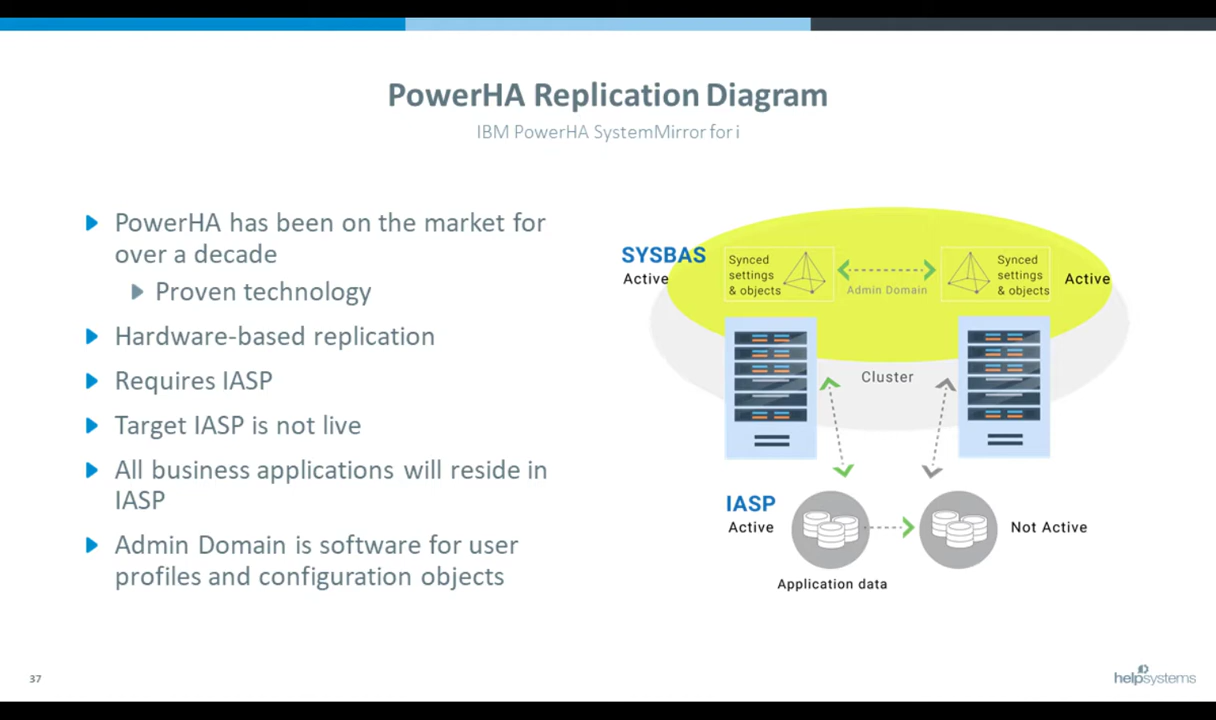 PowerHA Replication Diagram
IBM PowerHA SystemMirror for i
PowerHA has been on the market for
over a decade
Proven technology
Hardware-based replication
Requires IASP
Target IASP is not live
All business applications will reside in
IASP
Admin Domain is software for user
profiles and configuration objects
SYSBAS
Active
Synced
settings
& objects
Admin Domain
Synced
settings
& objects
Active
Cluster
IASP
Active
Not Active
Application data
37
helpsystems